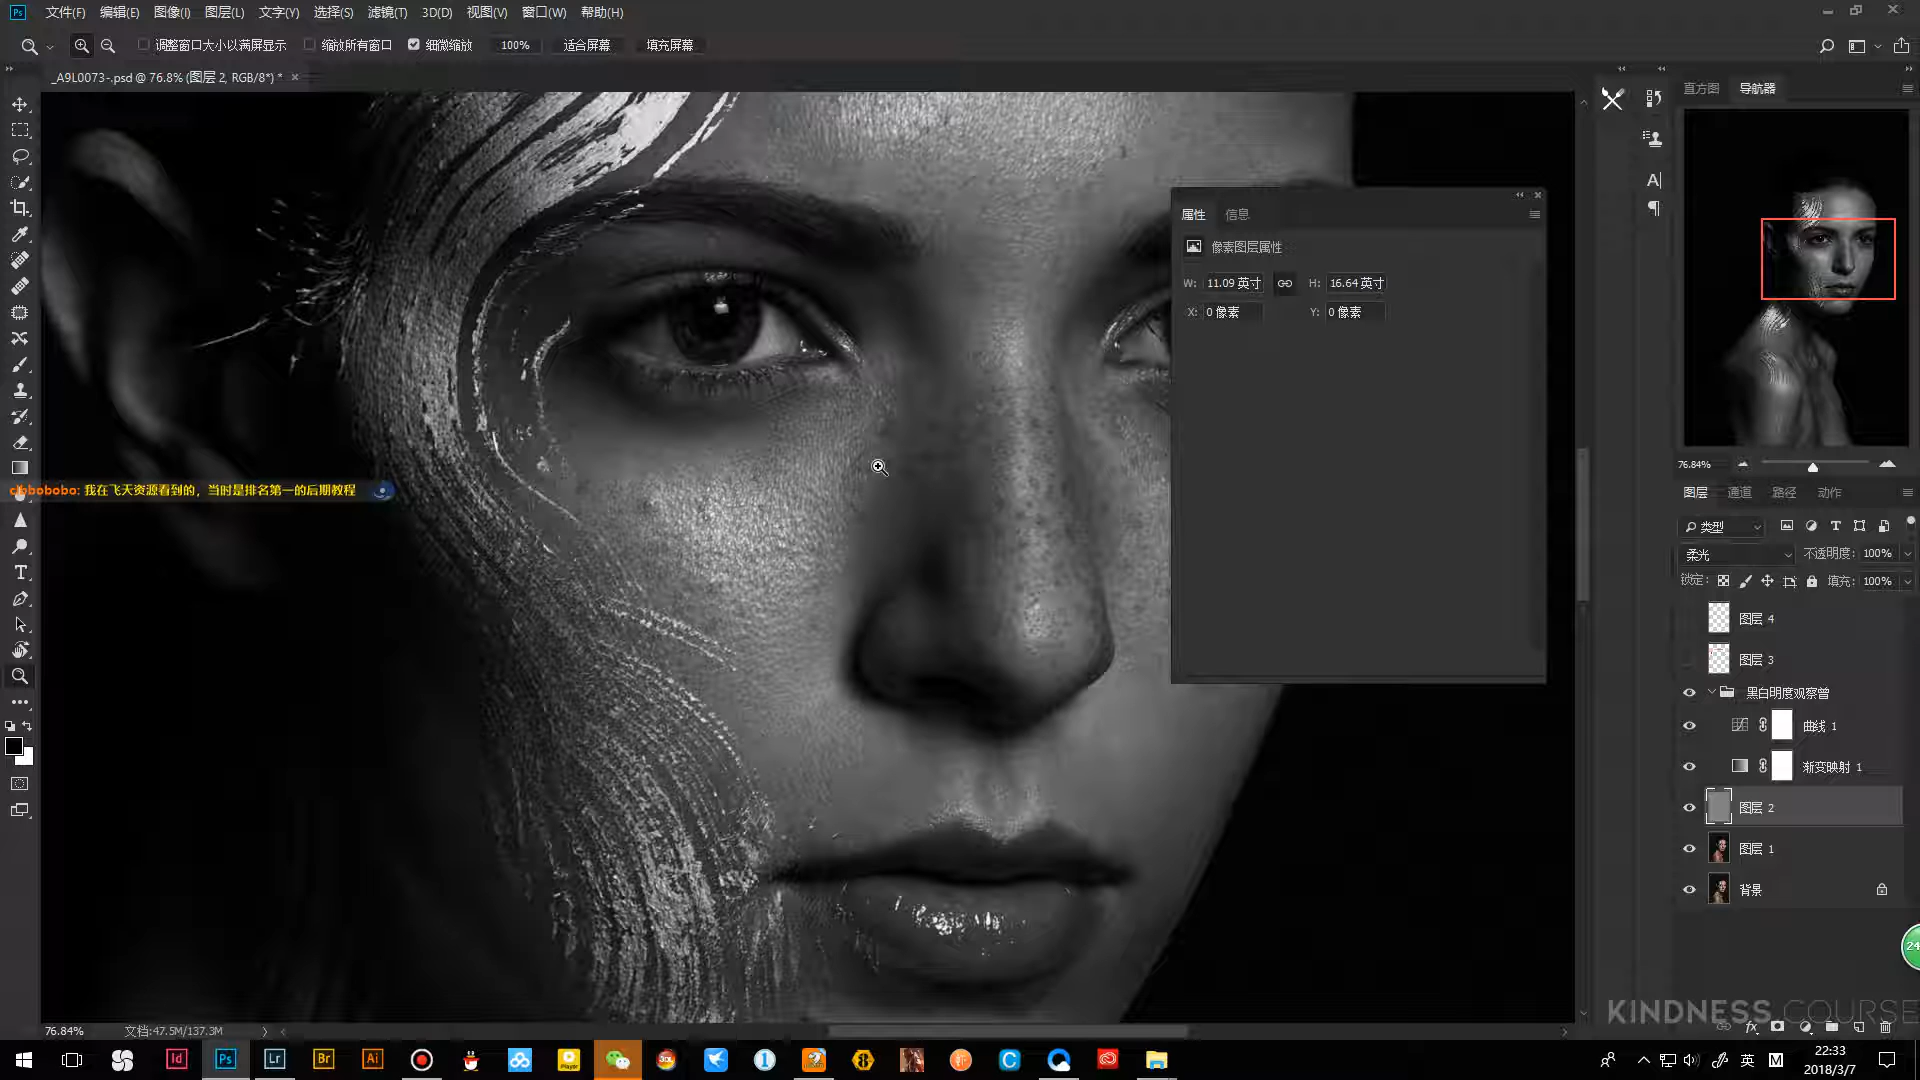 Ps 文件(F) 编辑(E) 图像(I) 图层(L) 文字(Y) 选择(S) 滤镜(T) 3D(D) 视图(V) 窗口(W) 帮助(H)
调整窗口大小以满屏显示 缩放所有窗口 细微缩放 100% 适合屏幕 填充屏幕
_A9L0073-.psd @ 76.8% (图层 2, RGB/8*) *
直方图 导航器
属性 信息
像素图层属性
W: 11.09 英寸 H: 16.64 英寸
X: 0 像素 Y: 0 像素
76.84%
clbbobobo: 我在飞天资源看到的，当时是排名第一的后期教程
图层 通道 路径 动作
类型
柔光 不透明度: 100%
锁定: 填充: 100%
图层 4
图层 3
黑白明度观察曾
曲线 1
渐变映射 1
图层 2
图层 1
背景
24
KINDNESS COURSE
76.84% 文档:47.5M/137.3M
Id Ps Lr Br Ai
英 M
22:33
2018/3/7